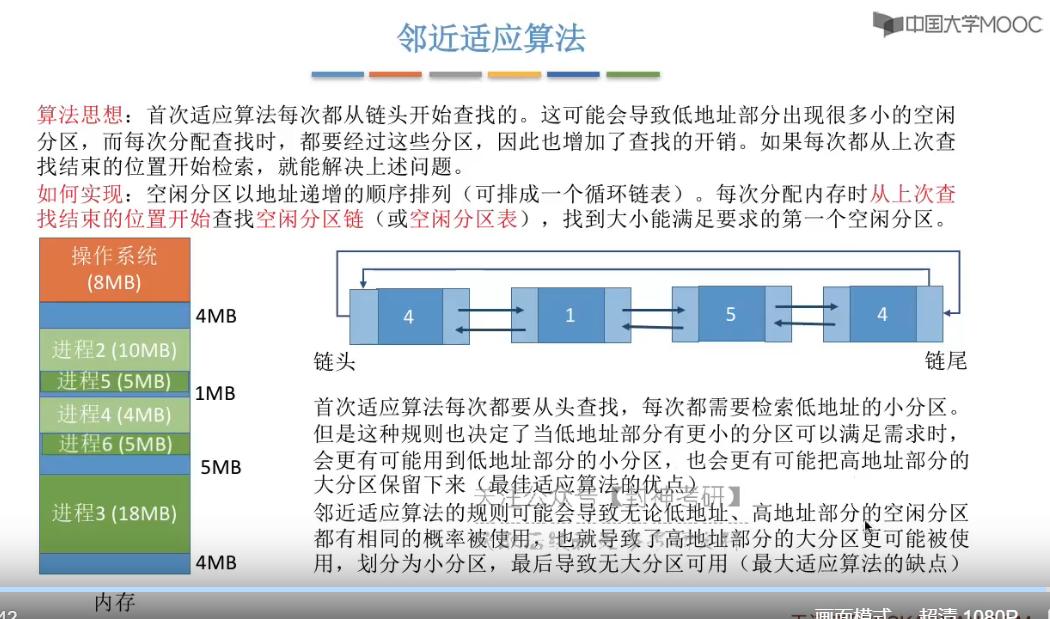 邻近适应算法
中国大学MOOC
算法思想：首次适应算法每次都从链头开始查找的。这可能会导致低地址部分出现很多小的空闲
分区，而每次分配查找时，都要经过这些分区，因此也增加了查找的开销。如果每次都从上次查
找结束的位置开始检索，就能解决上述问题。
如何实现：空闲分区以地址递增的顺序排列（可排成一个循环链表）。每次分配内存时从上次查
找结束的位置开始查找空闲分区链（或空闲分区表），找到大小能满足要求的第一个空闲分区。
操作系统
(8MB)
4MB
进程2 (10MB)
进程5 (5MB)
1MB
进程4 (4MB)
进程6 (5MB)
5MB
进程3 (18MB)
4MB
内存
4
1
5
4
链头
链尾
首次适应算法每次都要从头查找，每次都需要检索低地址的小分区。
但是这种规则也决定了当低地址部分有更小的分区可以满足需求时，
会更有可能用到低地址部分的小分区，也会更有可能把高地址部分的
大分区保留下来（最佳适应算法的优点）
邻近适应算法的规则可能会导致无论低地址、高地址部分的空闲分区
都有相同的概率被使用，也就导致了高地址部分的大分区更可能被使
用，划分为小分区，最后导致无大分区可用（最大适应算法的缺点）
关注公众号【封神考研】
画面模式
超清 1080P